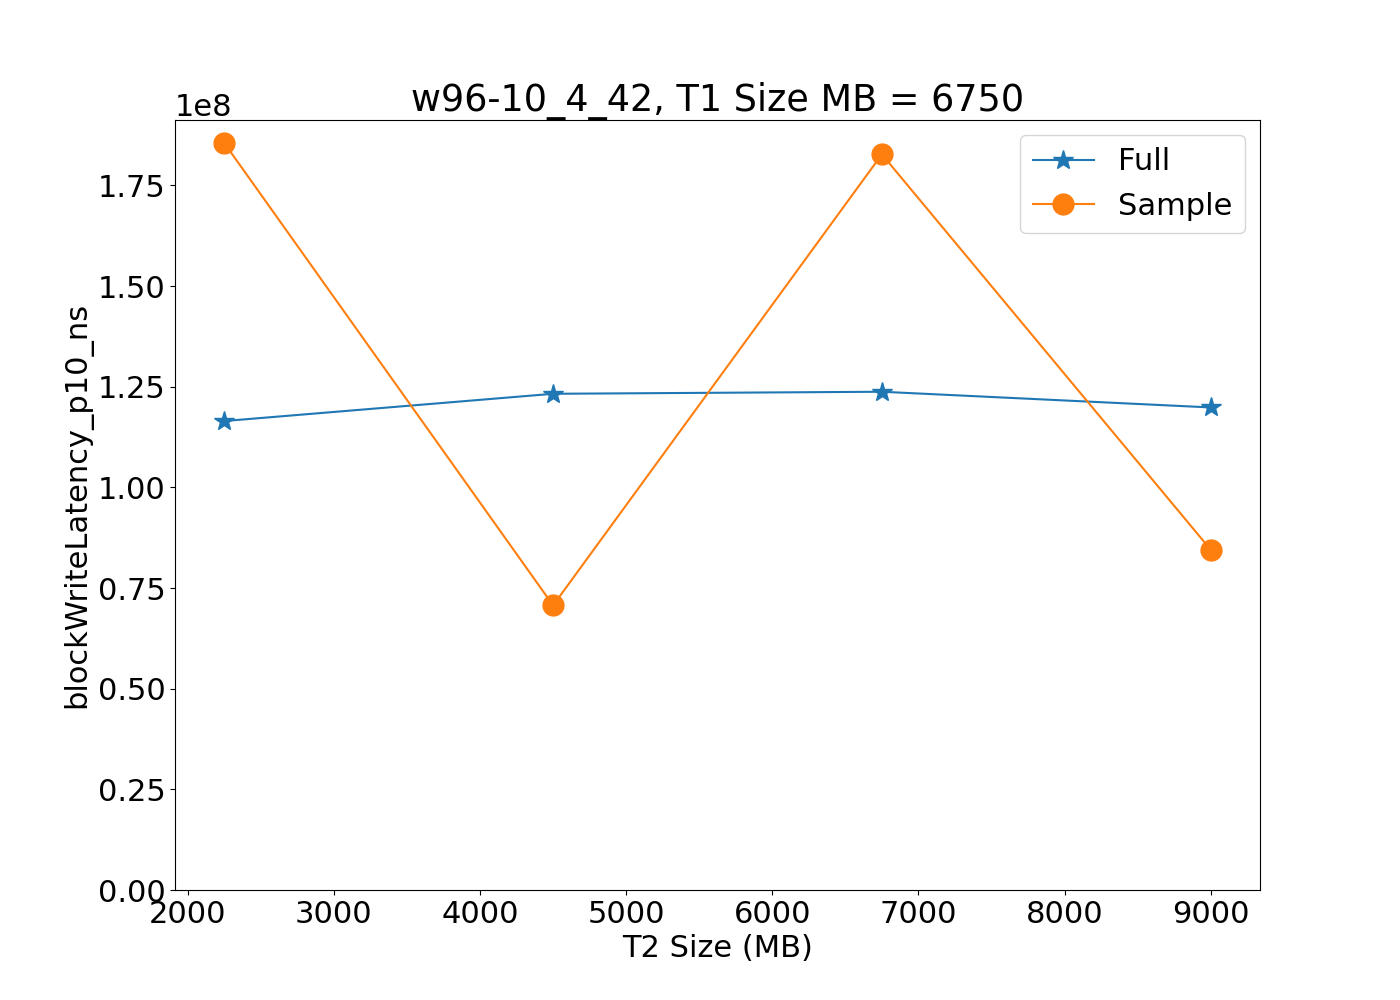 w96-10_4_42, T1 Size MB = 6750
1e8
Full
Sample
1.75
1.50
1.25
1.00
0.75
0.50
0.25
0.00
blockWriteLatency_p10_ns
2000 3000 4000 5000 6000 7000 8000 9000
T2 Size (MB)